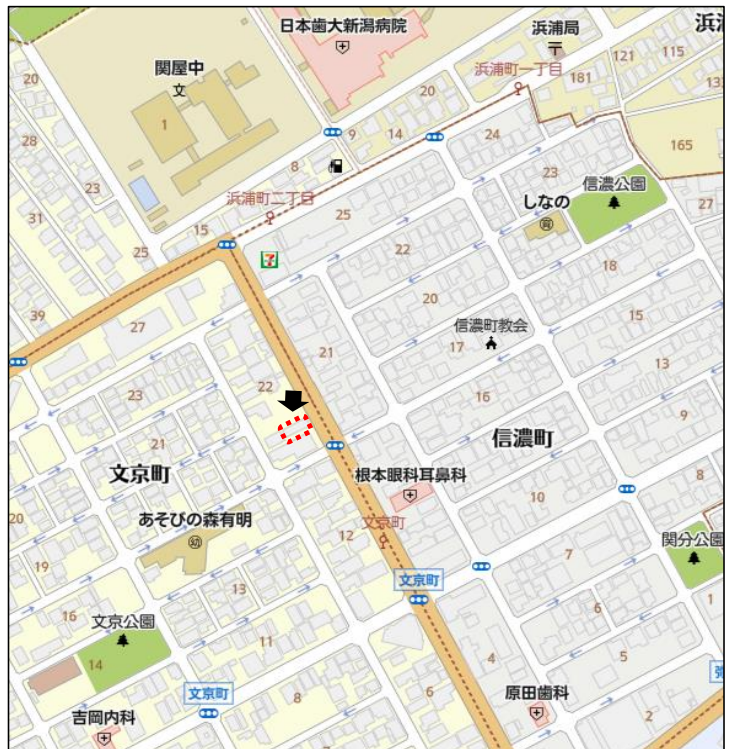 日本歯大新潟病院
浜浦局
浜
〒
20
関屋中
文
121
115
浜浦町一丁目
181
13
20
28
1
9
14
24
165
8
23
23
信濃公園
しなの
31
浜浦町二丁目
25
27
15
25
7
22
18
39
20
27
信濃町教会
15
21
17
13
22
23
16
9
21
信濃町
文京町
根本眼科耳鼻科
8
10
20
あそびの森有明
文京町
12
幼
関分公園
7
19
13
文京町
16
6
1
文京公園
11
14
4
5
文京町
6
原田歯科
8
吉岡内科
2